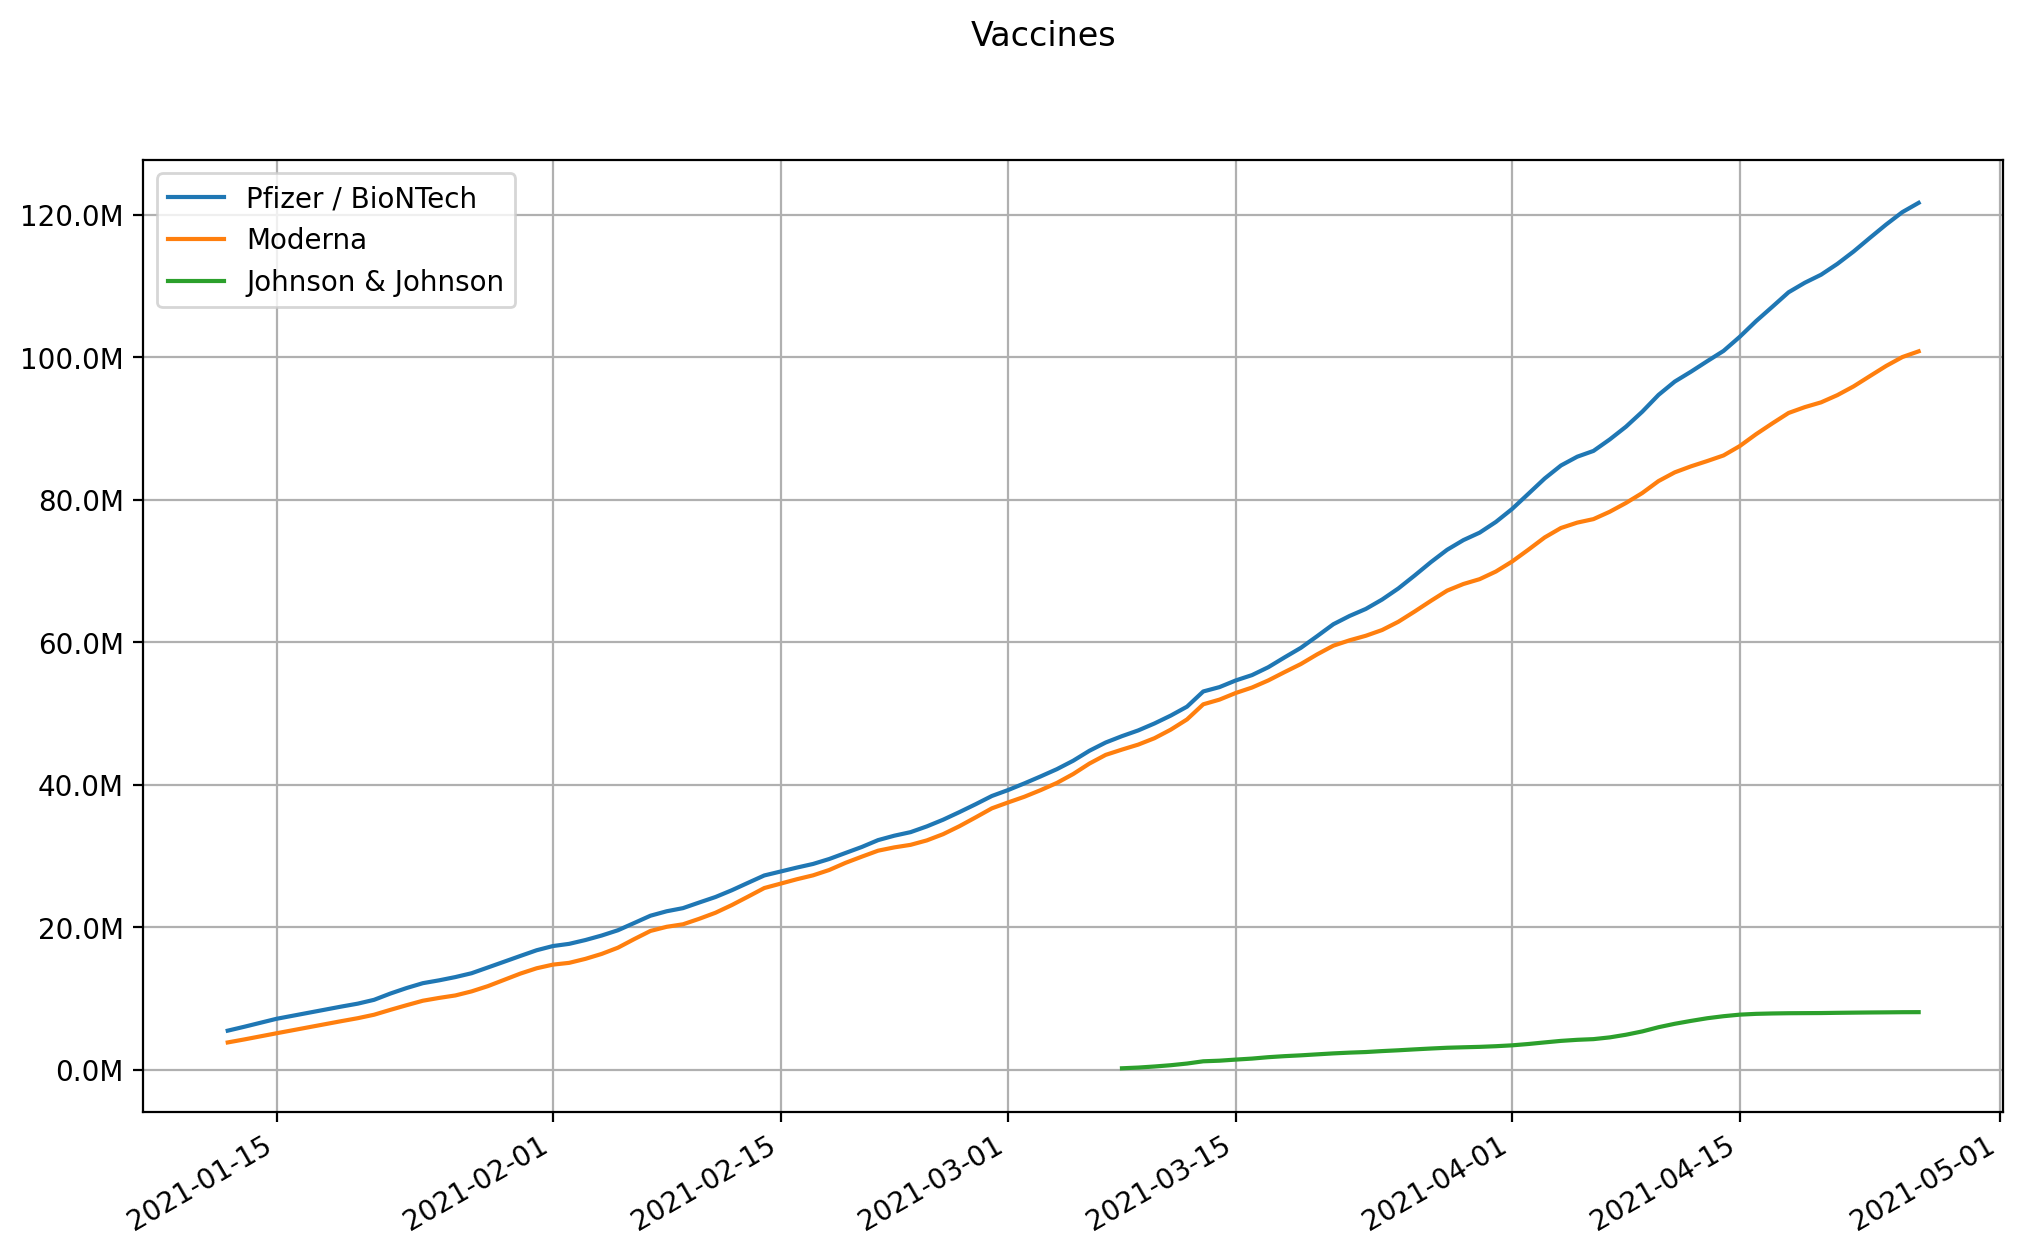 Vaccines
Pfizer / BioNTech
Moderna
Johnson & Johnson
120.0M
100.0M
80.0M
60.0M
40.0M
20.0M
0.0M
2021-01-15
2021-02-01
2021-02-15
2021-03-01
2021-03-15
2021-04-01
2021-04-15
2021-05-01